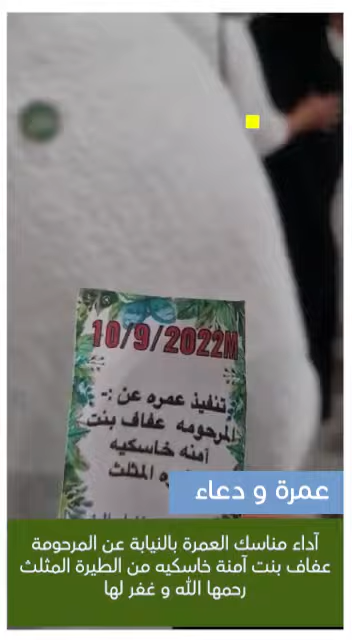 10/9/2022M
تنفيذ عمره عن :-
المرحومه عفاف بنت
آمنه خاسكيه
المثلث
عمرة و دعاء
آداء مناسك العمرة بالنيابة عن المرحومة
عفاف بنت آمنة خاسكيه من الطيرة المثلث
رحمها الله و غفر لها